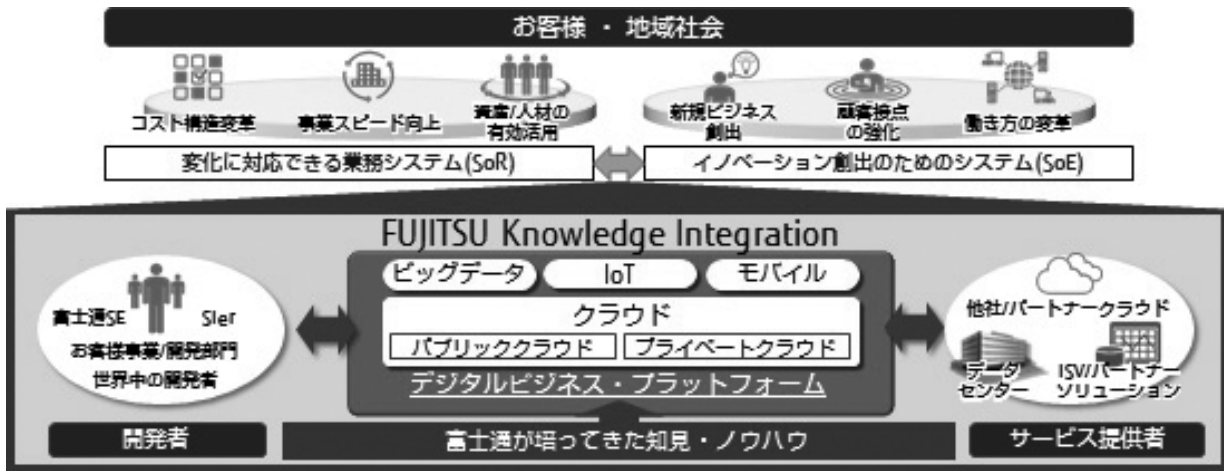 お客様 ・ 地域社会
コスト構造変革
事業スピード向上
資産/人材の
有効活用
新規ビジネス
創出
顧客接点
の強化
働き方の変革
変化に対応できる業務システム(SoR)
イノベーション創出のためのシステム(SoE)
FUJITSU Knowledge Integration
ビッグデータ
IoT
モバイル
クラウド
パブリッククラウド
プライベートクラウド
デジタルビジネス・プラットフォーム
富士通SE
SIer
お客様事業/開発部門
世界中の開発者
他社/パートナークラウド
データ
センター
ISV/パートナー
ソリューション
開発者
富士通が培ってきた知見・ノウハウ
サービス提供者